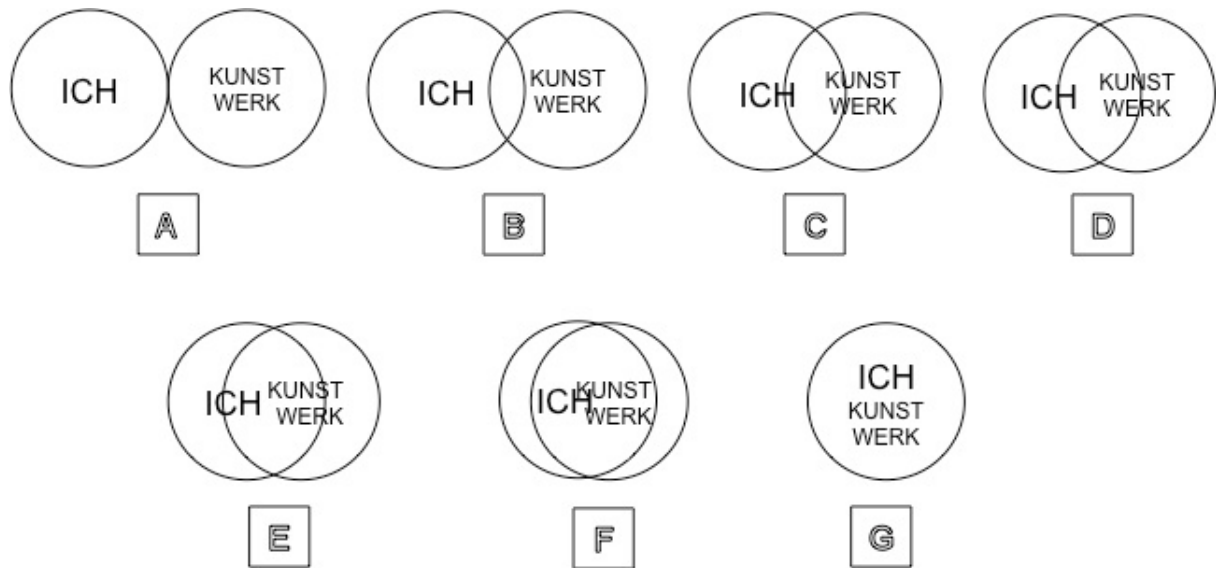 ICH KUNST WERK
ICH KUNST WERK
ICH KUNST WERK
ICH KUNST WERK
A B C D
ICH KUNST WERK
ICH KUNST WERK
ICH
KUNST
WERK
E F G